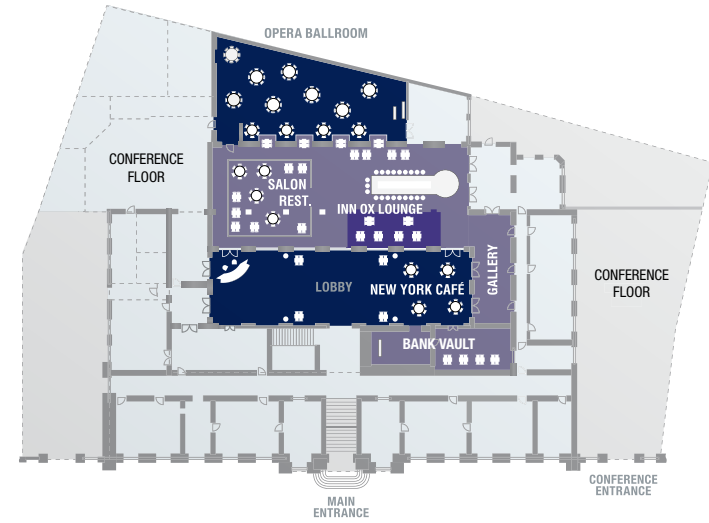 OPERA BALLROOM
CONFERENCE
FLOOR
SALON
REST.
INN OX LOUNGE
GALLERY
LOBBY
NEW YORK CAFÉ
CONFERENCE
FLOOR
BANK VAULT
MAIN
ENTRANCE
CONFERENCE
ENTRANCE